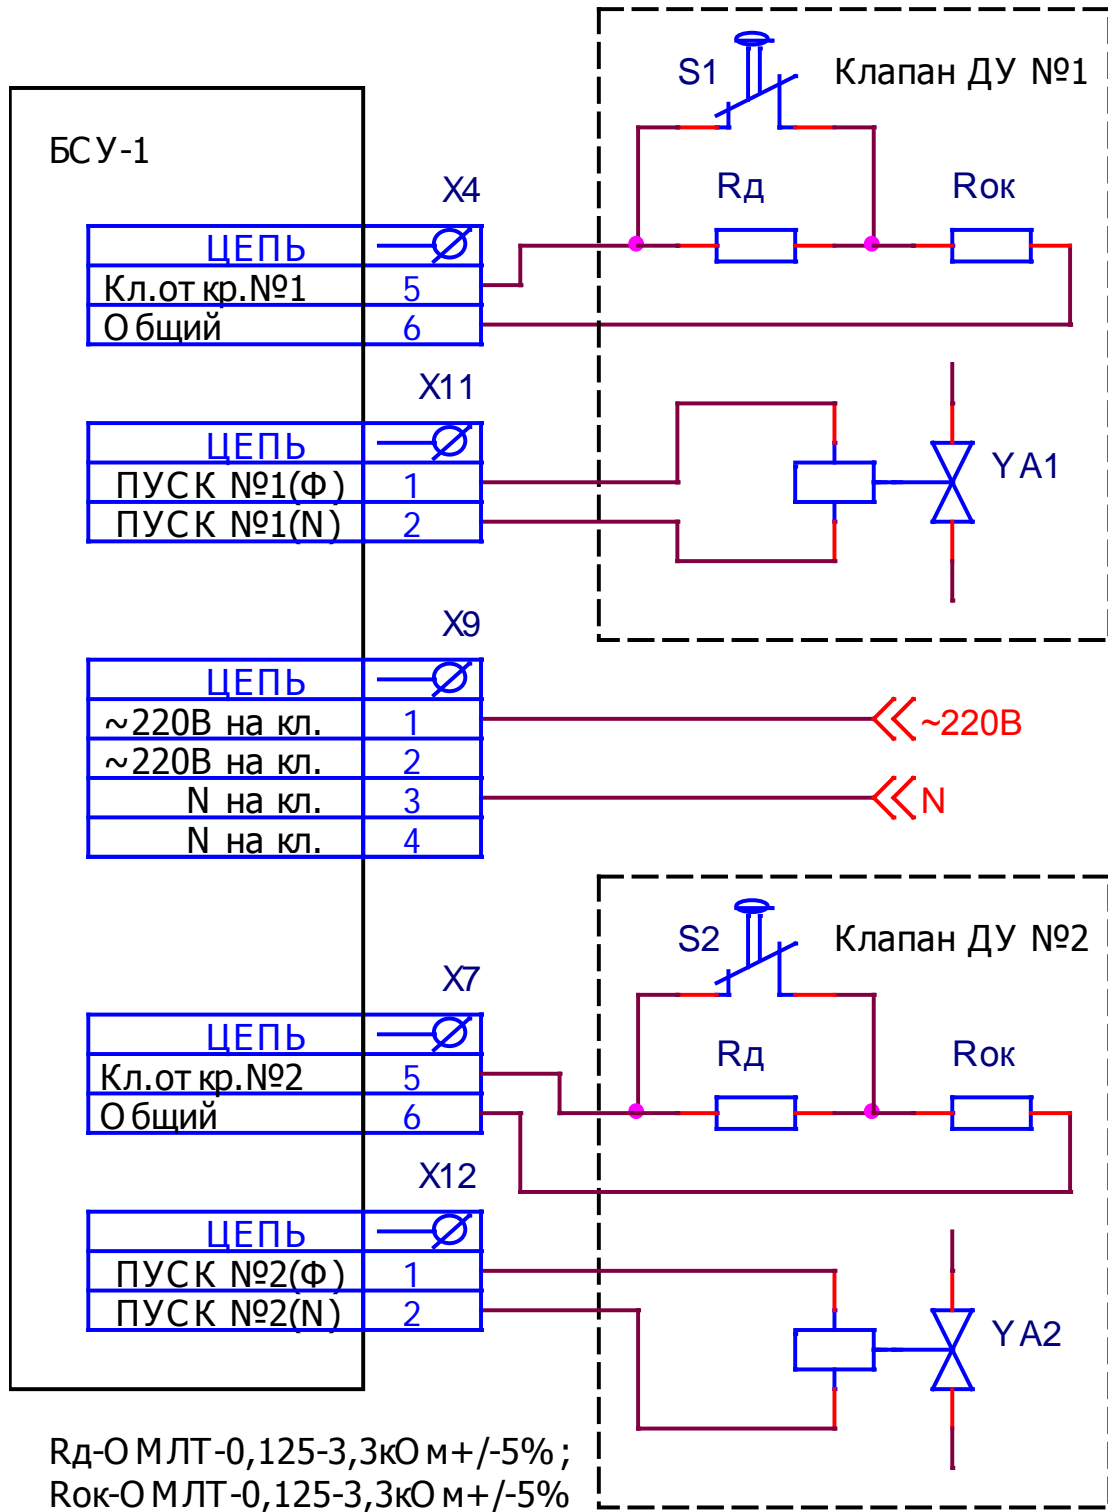 S1 Клапан ДУ №1
БСУ-1
X4 Rд Rок
ЦЕПЬ
Кл.откр.№1 5
Общий 6
X11
ЦЕПЬ
ПУСК №1(Ф) 1
ПУСК №1(N) 2
YA1
X9
ЦЕПЬ
~220В на кл. 1 ~220В
~220В на кл. 2
N на кл. 3 N
N на кл. 4
S2 Клапан ДУ №2
X7
ЦЕПЬ Rд Rок
Кл.откр.№2 5
Общий 6
X12
ЦЕПЬ
ПУСК №2(Ф) 1
ПУСК №2(N) 2
YA2
Rд-ОМЛТ-0,125-3,3кОм+/-5%;
Rок-ОМЛТ-0,125-3,3кОм+/-5%